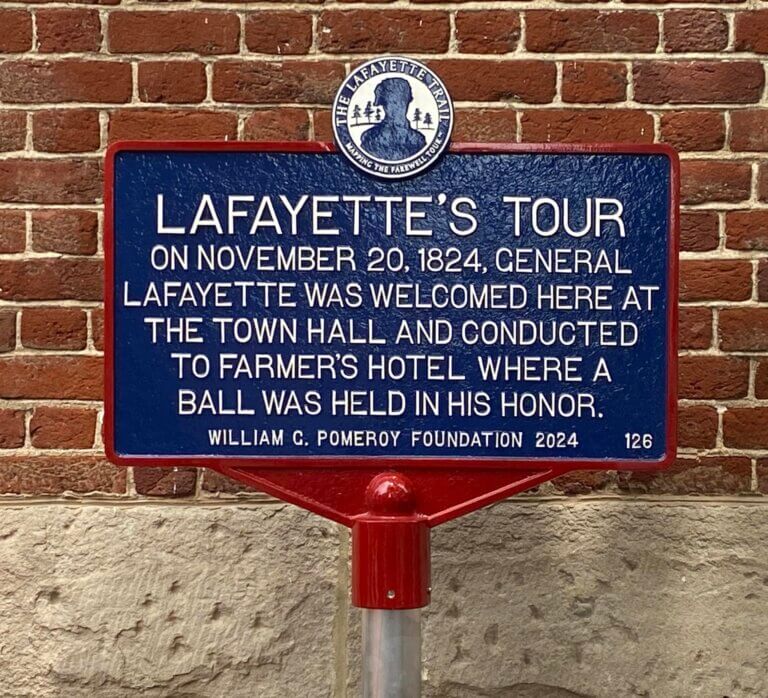 THE LAFAYETTE TRAIL
MAPPING THE FAREWELL TOUR
LAFAYETTE'S TOUR
ON NOVEMBER 20, 1824, GENERAL
LAFAYETTE WAS WELCOMED HERE AT
THE TOWN HALL AND CONDUCTED
TO FARMER'S HOTEL WHERE A
BALL WAS HELD IN HIS HONOR.
WILLIAM G. POMEROY FOUNDATION 2024 126